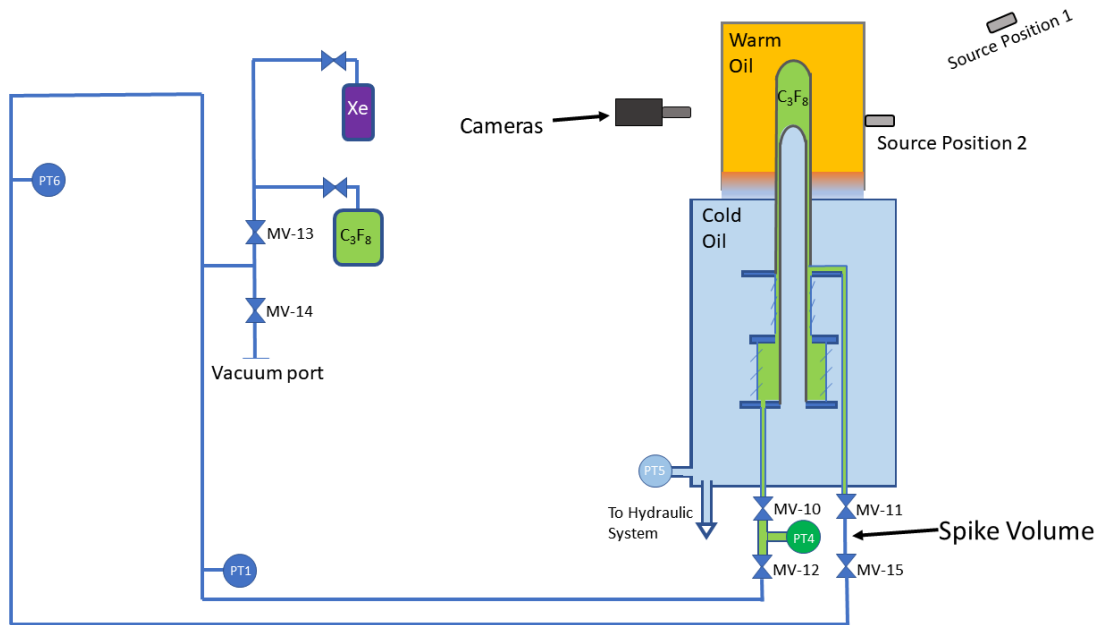 Source Position 1
Warm
Oil
Xe
C₃F₈
Cameras
Source Position 2
PT6
Cold
Oil
MV-13
C₃F₈
MV-14
Vacuum port
PT5
To Hydraulic
System
MV-10
MV-11
PT4
Spike Volume
PT1
MV-12
MV-15